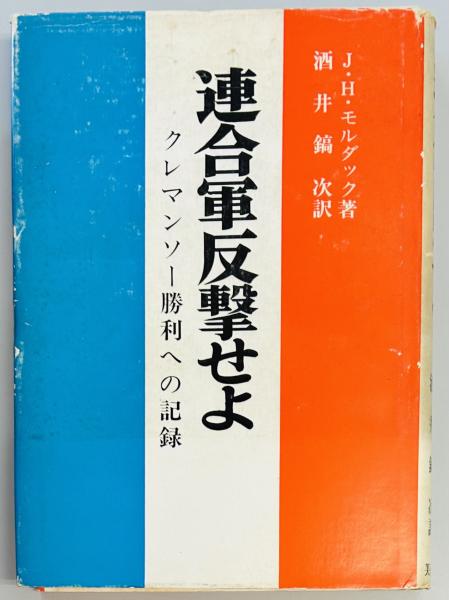 J・H・モルダック著
酒井鎬次訳
連合軍反撃せよ
クレマンソー勝利への記録